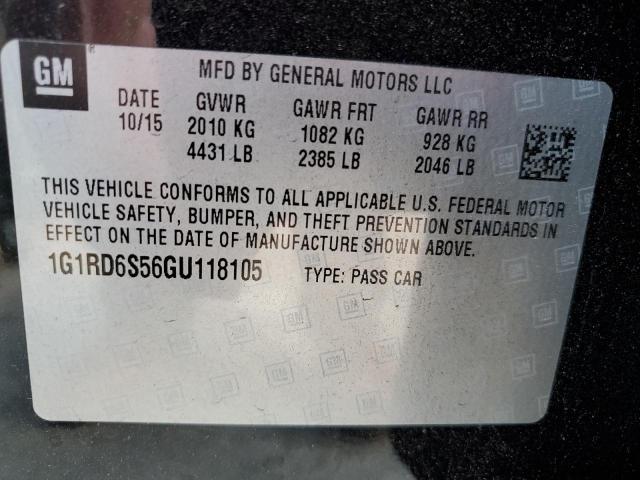 GM
®
MFD BY GENERAL MOTORS LLC
DATE GVWR GAWR FRT GAWR RR
10/15 2010 KG 1082 KG 928 KG
4431 LB 2385 LB 2046 LB
THIS VEHICLE CONFORMS TO ALL APPLICABLE U.S. FEDERAL MOTOR
VEHICLE SAFETY, BUMPER, AND THEFT PREVENTION STANDARDS IN
EFFECT ON THE DATE OF MANUFACTURE SHOWN ABOVE.
1G1RD6S56GU118105 TYPE: PASS CAR